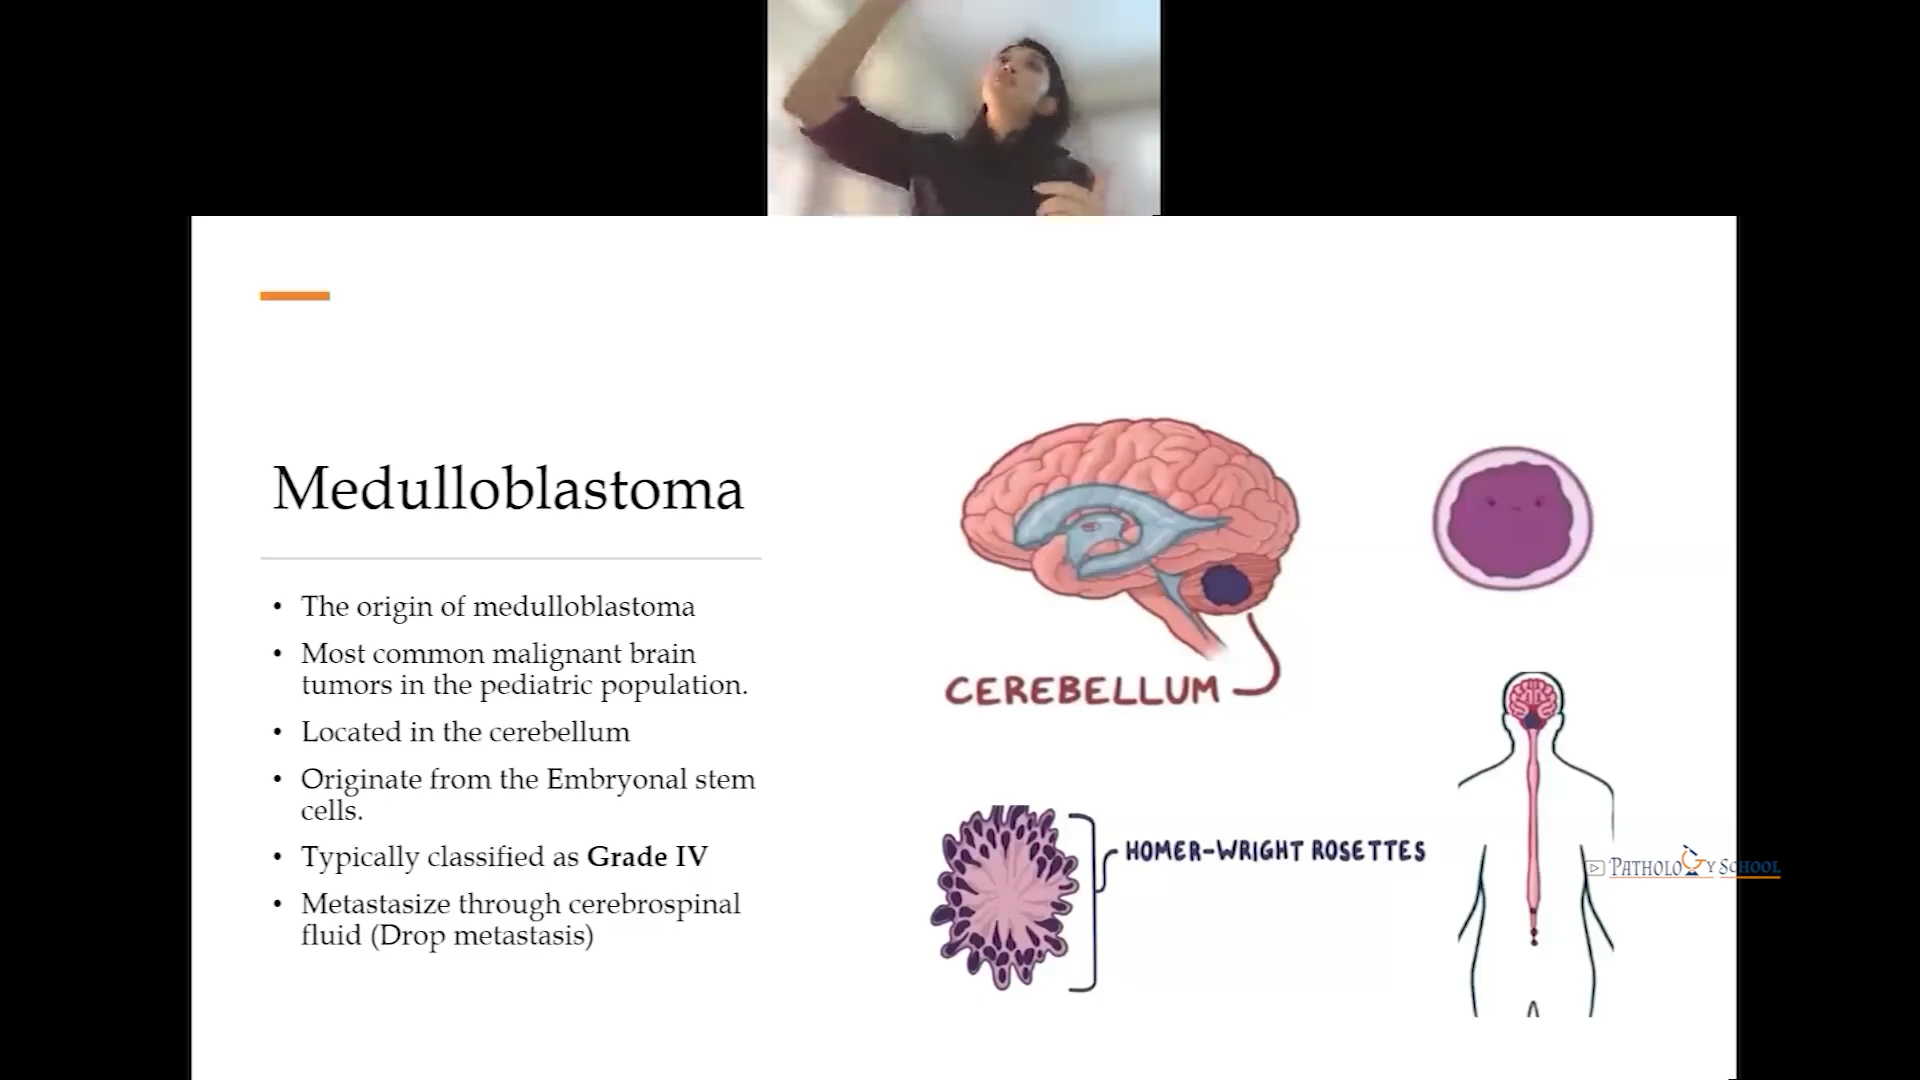 Medulloblastoma
• The origin of medulloblastoma
• Most common malignant brain
tumors in the pediatric population.
• Located in the cerebellum
• Originate from the Embryonal stem
cells.
• Typically classified as Grade IV
• Metastasize through cerebrospinal
fluid (Drop metastasis)
CEREBELLUM
HOMER-WRIGHT ROSETTES
PATHOLOGY SCHOOL